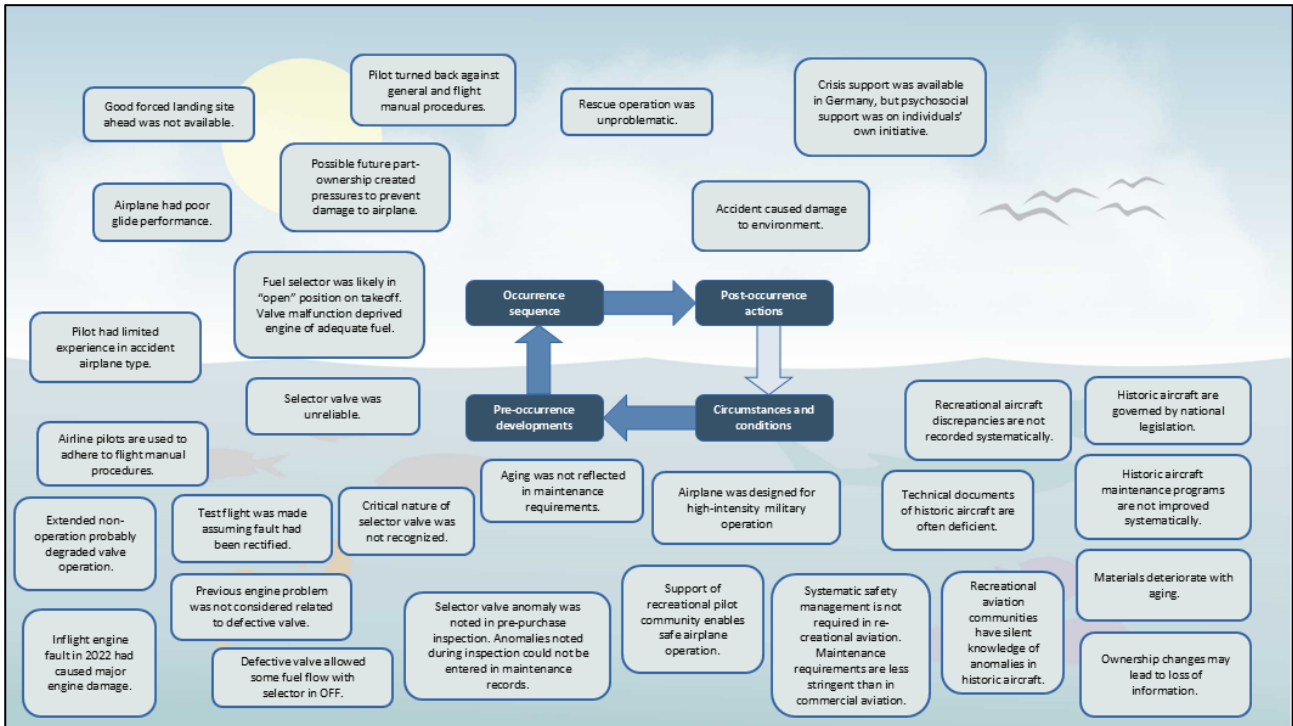 Pilot turned back against
general and flight
manual procedures.
Good forced landing site
ahead was not available.
Rescue operation was
unproblematic.
Crisis support was available
in Germany, but psychosocial
support was on individuals'
own initiative.
Possible future part-
ownership created
pressures to prevent
damage to airplane.
Airplane had poor
glide performance.
Accident caused damage
to environment.
Fuel selector was likely in
"open" position on takeoff.
Valve malfunction deprived
engine of adequate fuel.
Occurrence
sequence
Post-occurrence
actions
Pilot had limited
experience in accident
airplane type.
Selector valve was
unreliable.
Pre-occurrence
developments
Circumstances and
conditions
Recreational aircraft
discrepancies are not
recorded systematically.
Historic aircraft are
governed by national
legislation.
Airline pilots are used to
adhere to flight manual
procedures.
Aging was not reflected
in maintenance
requirements.
Airplane was designed for
high-intensity military
operation
Technical documents
of historic aircraft are
often deficient.
Historic aircraft
maintenance programs
are not improved
systematically.
Extended non-
operation probably
degraded valve
operation.
Test flight was made
assuming fault had
been rectified.
Critical nature of
selector valve was
not recognized.
Previous engine problem
was not considered related
to defective valve.
Selector valve anomaly was
noted in pre-purchase
inspection. Anomalies noted
during inspection could not be
entered in maintenance
records.
Support of
recreational pilot
community enables
safe airplane
operation.
Systematic safety
management is not
required in re-
creational aviation.
Maintenance
requirements are less
stringent than in
commercial aviation.
Recreational
aviation
communities
have silent
knowledge of
anomalies in
historic aircraft.
Materials deteriorate with
aging.
Inflight engine
fault in 2022 had
caused major
engine damage.
Defective valve allowed
some fuel flow with
selector in OFF.
Ownership changes may
lead to loss of
information.